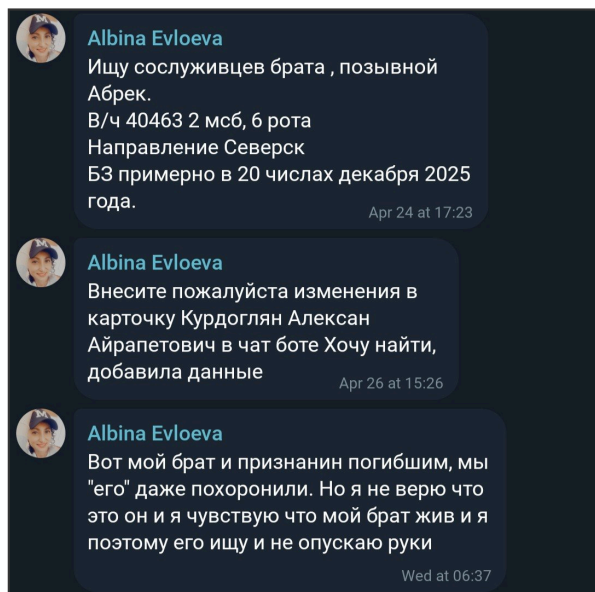 Albina Evloeva
Ищу сослуживцев брата , позывной
Абрек.
В/ч 40463 2 мсб, 6 рота
Направление Северск
БЗ примерно в 20 числах декабря 2025
года.
Apr 24 at 17:23
Albina Evloeva
Внесите пожалуйста изменения в
карточку Курдоглян Алексан
Айрапетович в чат боте Хочу найти,
добавила данные
Apr 26 at 15:26
Albina Evloeva
Вот мой брат и признанин погибшим, мы
"его" даже похоронили. Но я не верю что
это он и я чувствую что мой брат жив и я
поэтому его ищу и не опускаю руки
Wed at 06:37